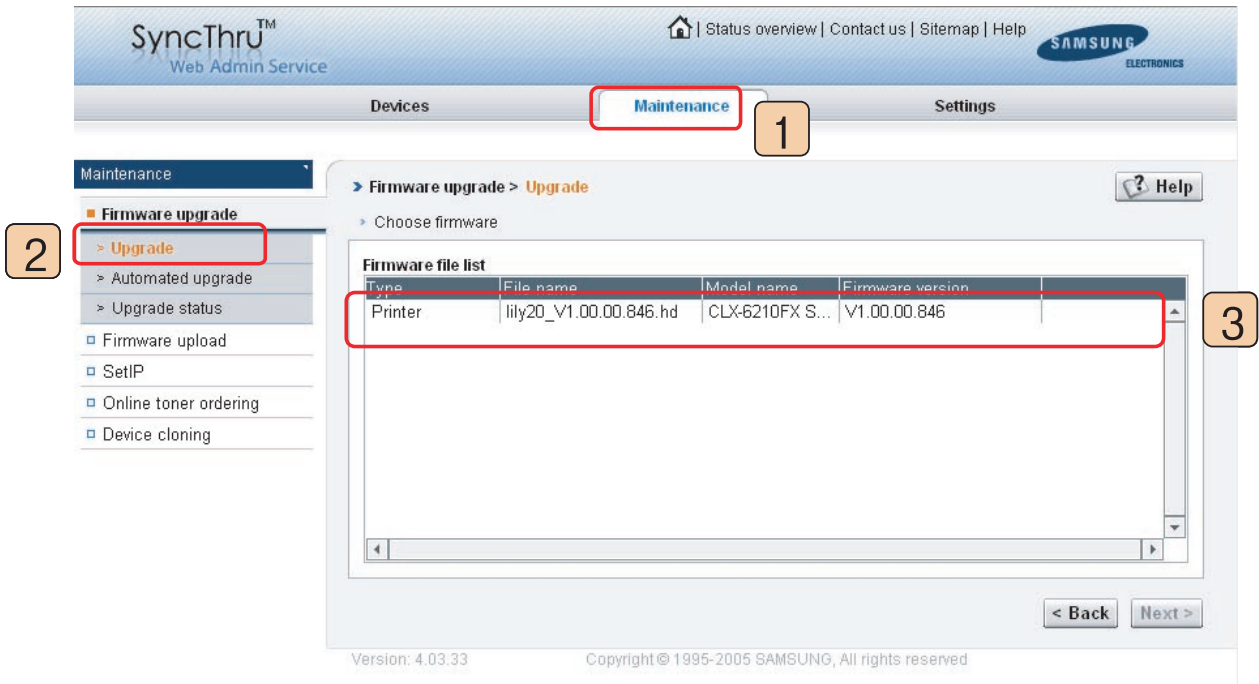 SyncThru™
Web Admin Service
| Status overview | Contact us | Sitemap | Help
SAMSUNG
ELECTRONICS
Devices
Maintenance
Settings
1
Maintenance
Firmware upgrade
2
> Upgrade
> Automated upgrade
> Upgrade status
Firmware upload
SetIP
Online toner ordering
Device cloning
> Firmware upgrade > Upgrade
Help
> Choose firmware
Firmware file list
Type File name Model name Firmware version
Printer lily20_V1.00.00.846.hd CLX-6210FX S... V1.00.00.846
3
< Back
Next >
Version: 4.03.33
Copyright © 1995-2005 SAMSUNG, All rights reserved